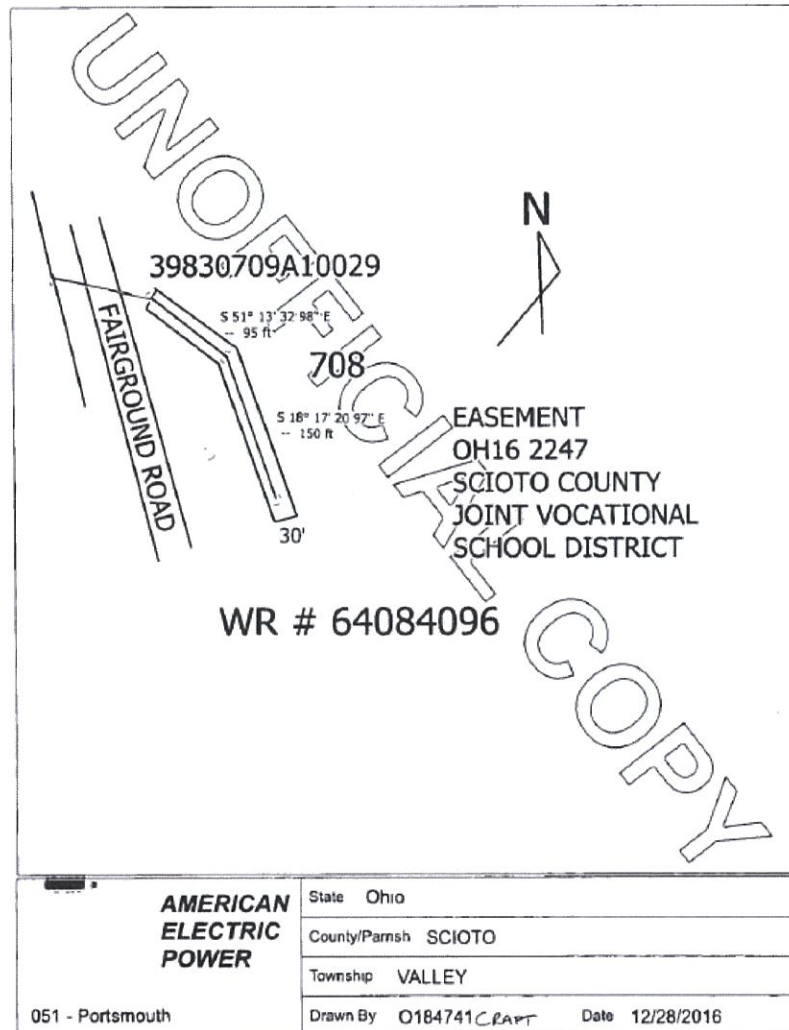 UNOFFICIAL COPY
N
39830709A10029
S 51° 13' 32.98" E
-- 95 ft
708
FAIRGROUND ROAD
S 18° 17' 20.97" E
-- 150 ft
EASEMENT
OH16 2247
SCIOTO COUNTY
JOINT VOCATIONAL
SCHOOL DISTRICT
30'
WR # 64084096
AMERICAN
ELECTRIC
POWER
051 - Portsmouth
State Ohio
County/Parish SCIOTO
Township VALLEY
Drawn By O184741 CRAFT Date 12/28/2016